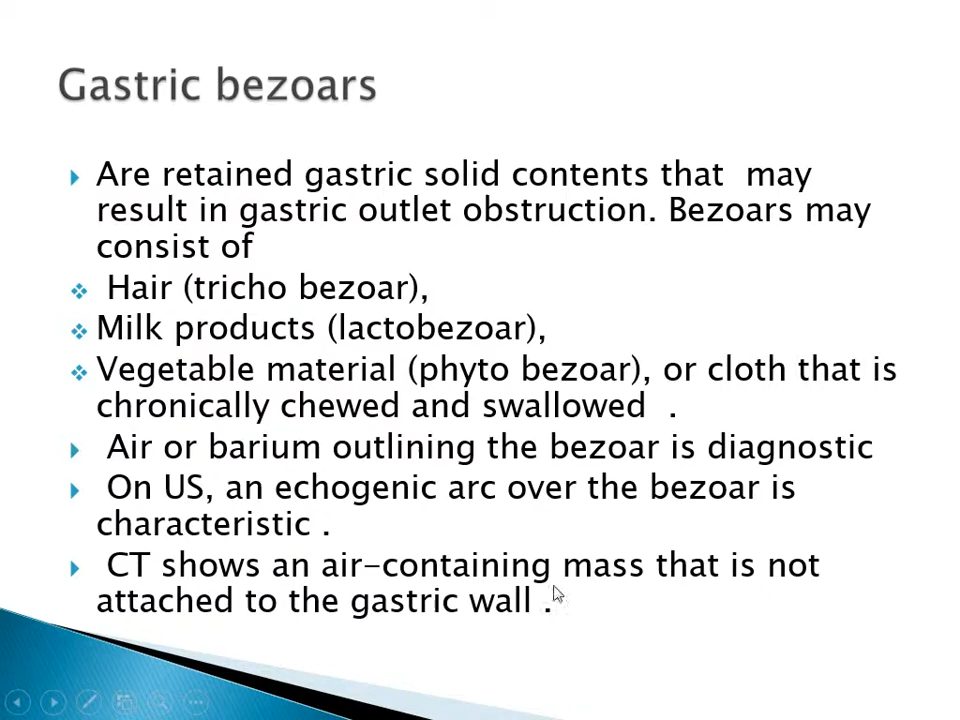 Gastric bezoars
Are retained gastric solid contents that may
result in gastric outlet obstruction. Bezoars may
consist of
Hair (tricho bezoar),
Milk products (lactobezoar),
Vegetable material (phyto bezoar), or cloth that is
chronically chewed and swallowed .
Air or barium outlining the bezoar is diagnostic
On US, an echogenic arc over the bezoar is
characteristic .
CT shows an air-containing mass that is not
attached to the gastric wall .